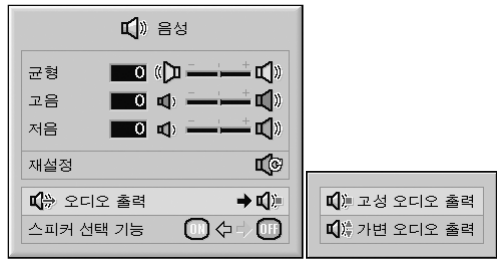 음성
균형 0
고음 0
저음 0
재설정
오디오 출력
스피커 선택 기능 ON OFF
고성 오디오 출력
가변 오디오 출력